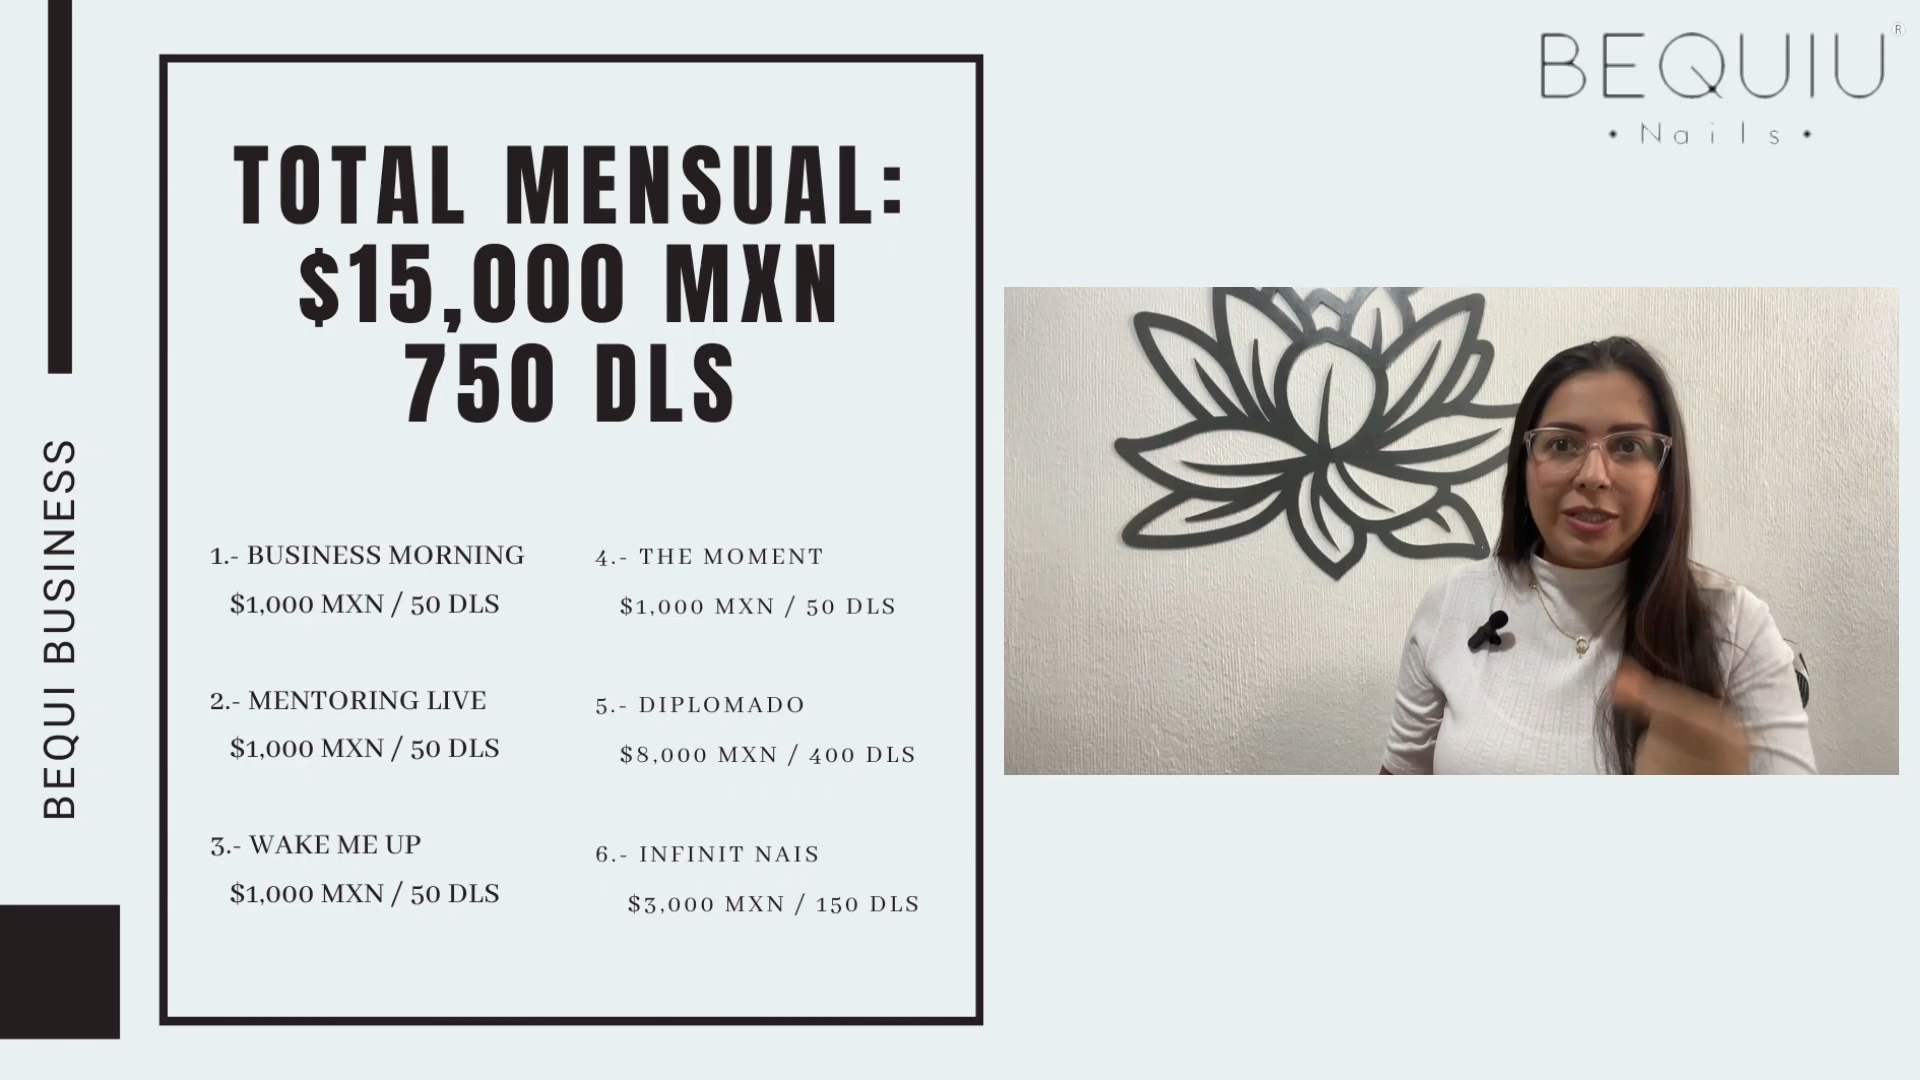 BEQUIU®
• Nails •
BEQUI BUSINESS
TOTAL MENSUAL:
$15,000 MXN
750 DLS
1.- BUSINESS MORNING
$1,000 MXN / 50 DLS
2.- MENTORING LIVE
$1,000 MXN / 50 DLS
3.- WAKE ME UP
$1,000 MXN / 50 DLS
4.- THE MOMENT
$1,000 MXN / 50 DLS
5.- DIPLOMADO
$8,000 MXN / 400 DLS
6.- INFINIT NAIS
$3,000 MXN / 150 DLS